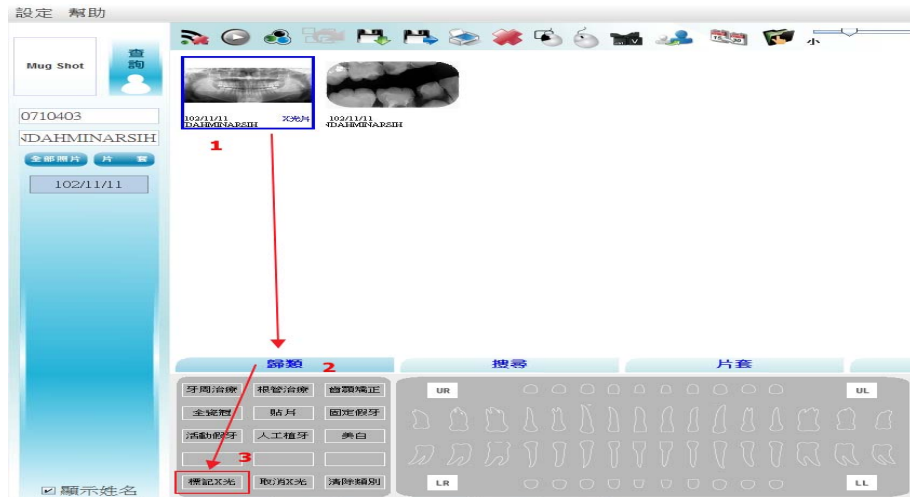 設定 幫助
Mug Shot
查詢
小
0710403
NDAHMINARSIH
全部照片 片 套
102/11/11
102/11/11 X光片
DAHMINARSIH
102/11/11
NDAHMINARSIH
1
歸類 2 搜尋 片套
牙周治療 根管治療 齒顎矯正
全瓷冠 貼片 固定假牙
活動假牙 人工植牙 美白
3
標記X光 取消X光 清除類別
UR UL
LR LL
顯示姓名